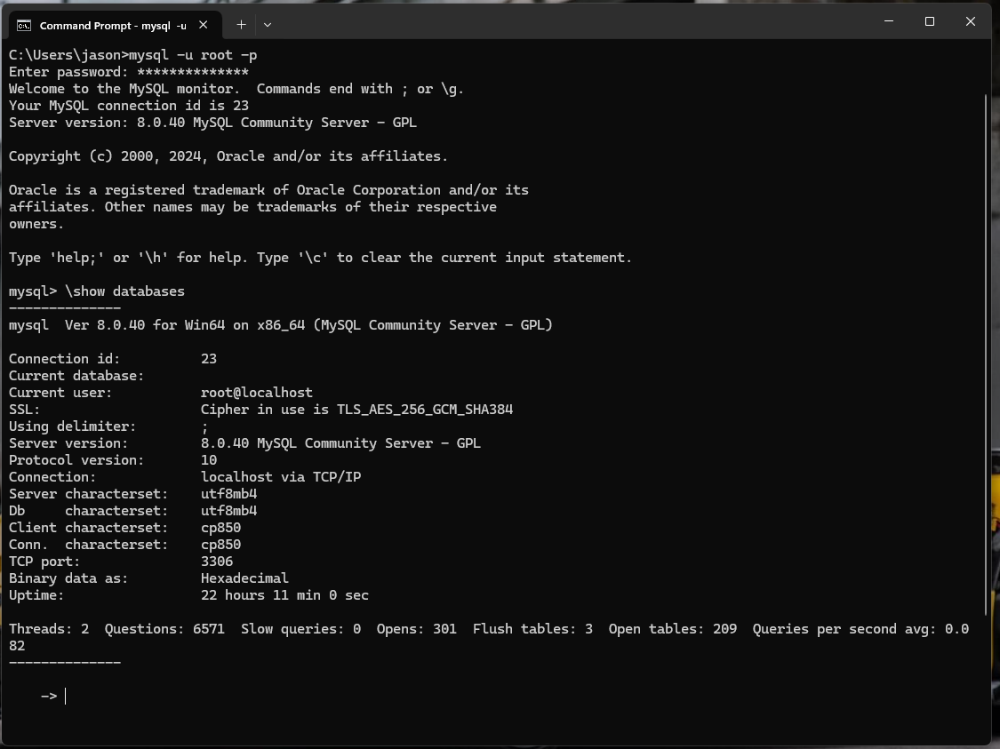 Command Prompt - mysql  -u
C:\Users\jason>mysql -u root -p
Enter password: **************
Welcome to the MySQL monitor.  Commands end with ; or \g.
Your MySQL connection id is 23
Server version: 8.0.40 MySQL Community Server - GPL

Copyright (c) 2000, 2024, Oracle and/or its affiliates.

Oracle is a registered trademark of Oracle Corporation and/or its
affiliates. Other names may be trademarks of their respective
owners.

Type 'help;' or '\h' for help. Type '\c' to clear the current input statement.

mysql> \show databases
--------------
mysql  Ver 8.0.40 for Win64 on x86_64 (MySQL Community Server - GPL)

Connection id:          23
Current database:
Current user:           root@localhost
SSL:                    Cipher in use is TLS_AES_256_GCM_SHA384
Using delimiter:        ;
Server version:         8.0.40 MySQL Community Server - GPL
Protocol version:       10
Connection:             localhost via TCP/IP
Server characterset:    utf8mb4
Db     characterset:    utf8mb4
Client characterset:    cp850
Conn.  characterset:    cp850
TCP port:               3306
Binary data as:         Hexadecimal
Uptime:                 22 hours 11 min 0 sec

Threads: 2  Questions: 6571  Slow queries: 0  Opens: 301  Flush tables: 3  Open tables: 209  Queries per second avg: 0.0
82
--------------

    ->